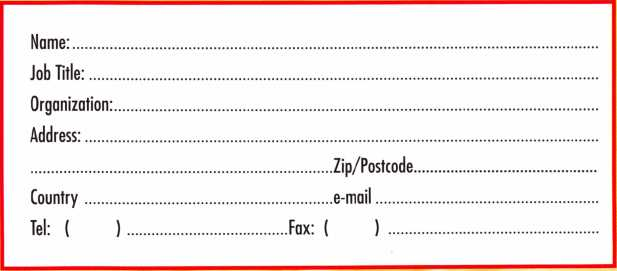 Name:
Job Title:
Organization:
Address:
Zip/Postcode
Country e-mail
Tel: ( ) Fax: ( )